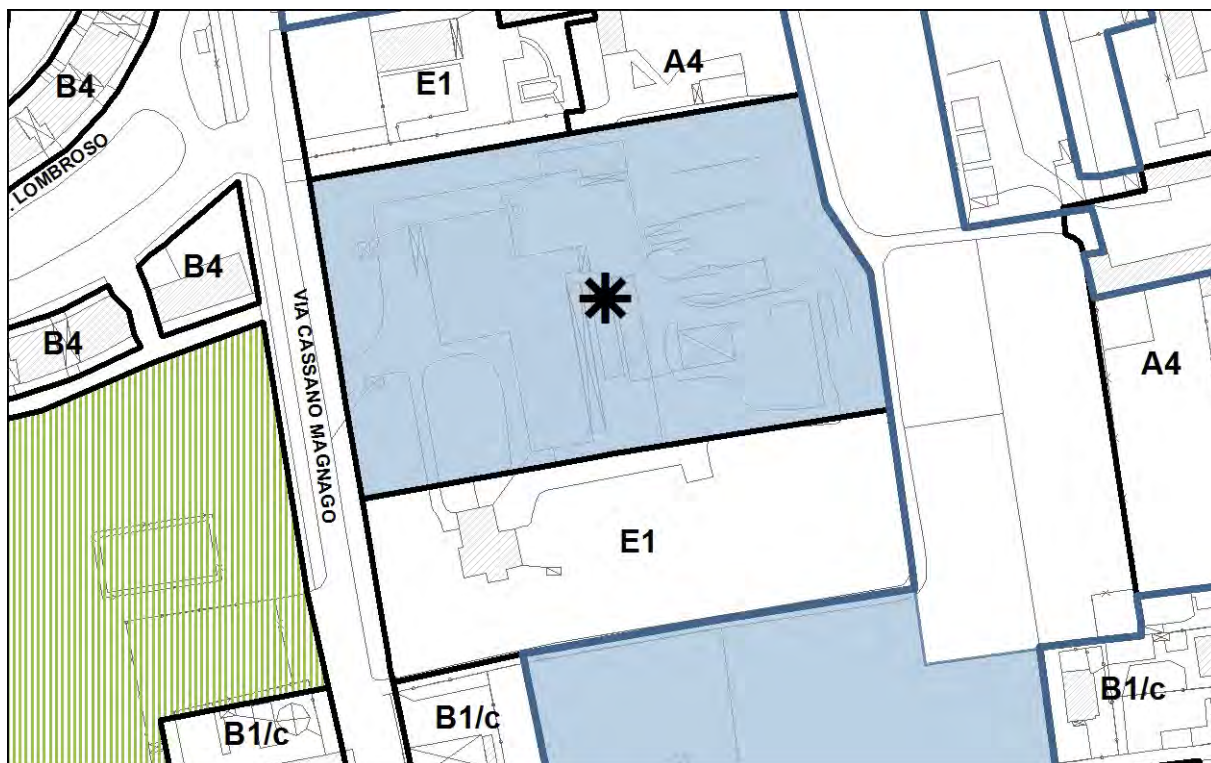 A4
B4
E1
. LOMBROSO
B4
B4
VIA CASSANO MAGNAGO
A4
E1
B1/c
B1/c
B1/c